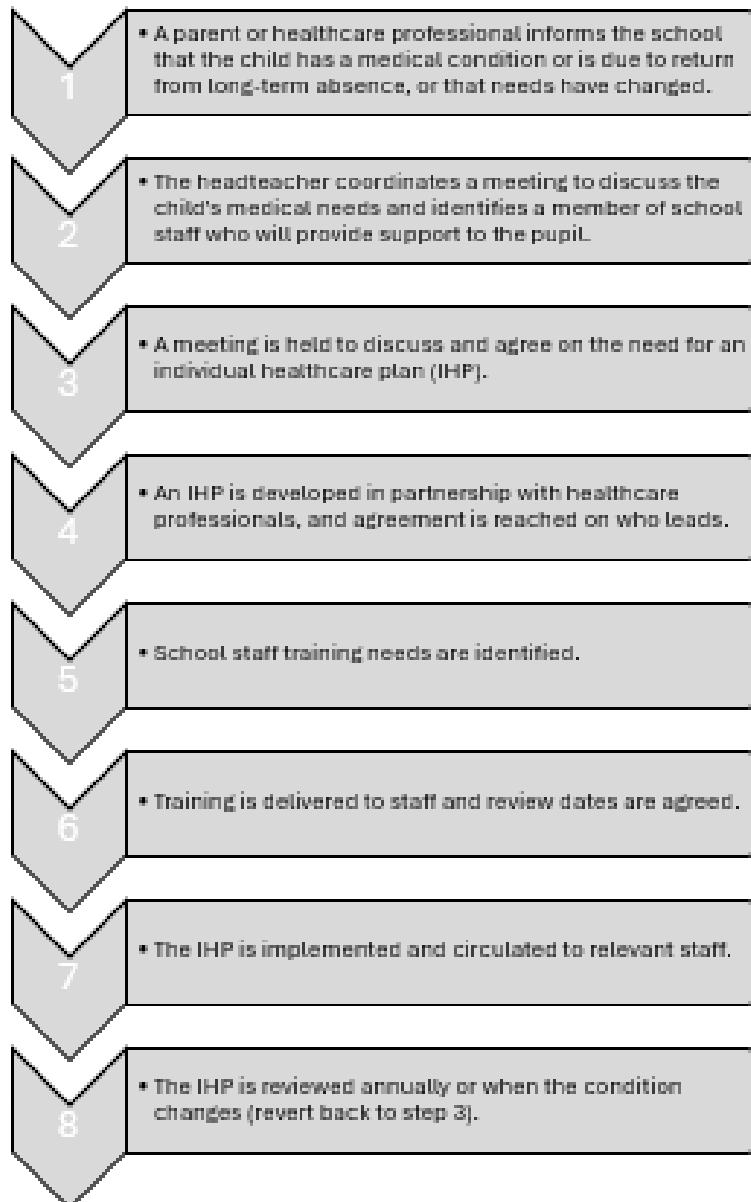 • A parent or healthcare professional informs the school
that the child has a medical condition or is due to return
from long-term absence, or that needs have changed.
1
• The headteacher coordinates a meeting to discuss the
child's medical needs and identifies a member of school
staff who will provide support to the pupil.
2
• A meeting is held to discuss and agree on the need for an
individual healthcare plan (IHP).
3
• An IHP is developed in partnership with healthcare
professionals, and agreement is reached on who leads.
4
• School staff training needs are identified.
5
• Training is delivered to staff and review dates are agreed.
6
• The IHP is implemented and circulated to relevant staff.
7
• The IHP is reviewed annually or when the condition
changes (revert back to step 3).
8